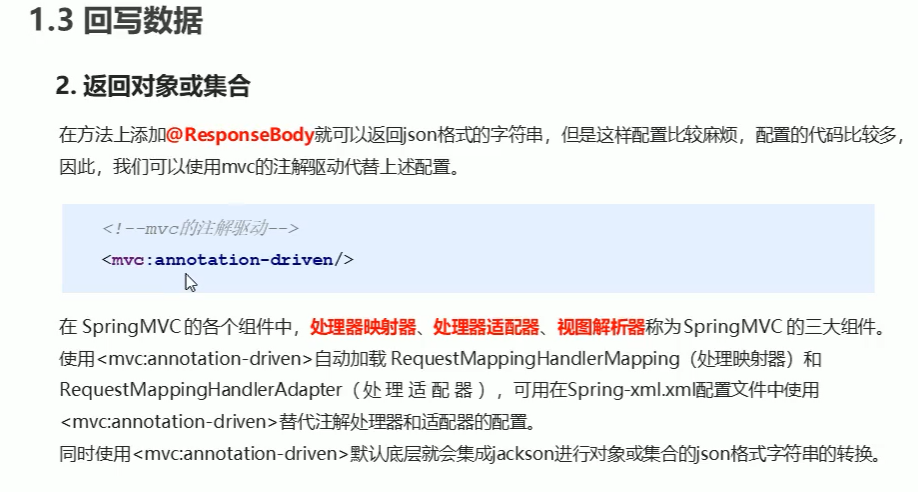 1.3 回写数据
2. 返回对象或集合
在方法上添加@ResponseBody就可以返回json格式的字符串，但是这样配置比较麻烦，配置的代码比较多，
因此，我们可以使用mvc的注解驱动代替上述配置。
<!--mvc的注解驱动-->
<mvc:annotation-driven/>
在 SpringMVC 的各个组件中，处理器映射器、处理器适配器、视图解析器称为 SpringMVC 的三大组件。
使用<mvc:annotation-driven>自动加载 RequestMappingHandlerMapping（处理映射器）和
RequestMappingHandlerAdapter（ 处 理 适 配 器 ），可用在Spring-xml.xml配置文件中使用
<mvc:annotation-driven>替代注解处理器和适配器的配置。
同时使用<mvc:annotation-driven>默认底层就会集成jackson进行对象或集合的json格式字符串的转换。